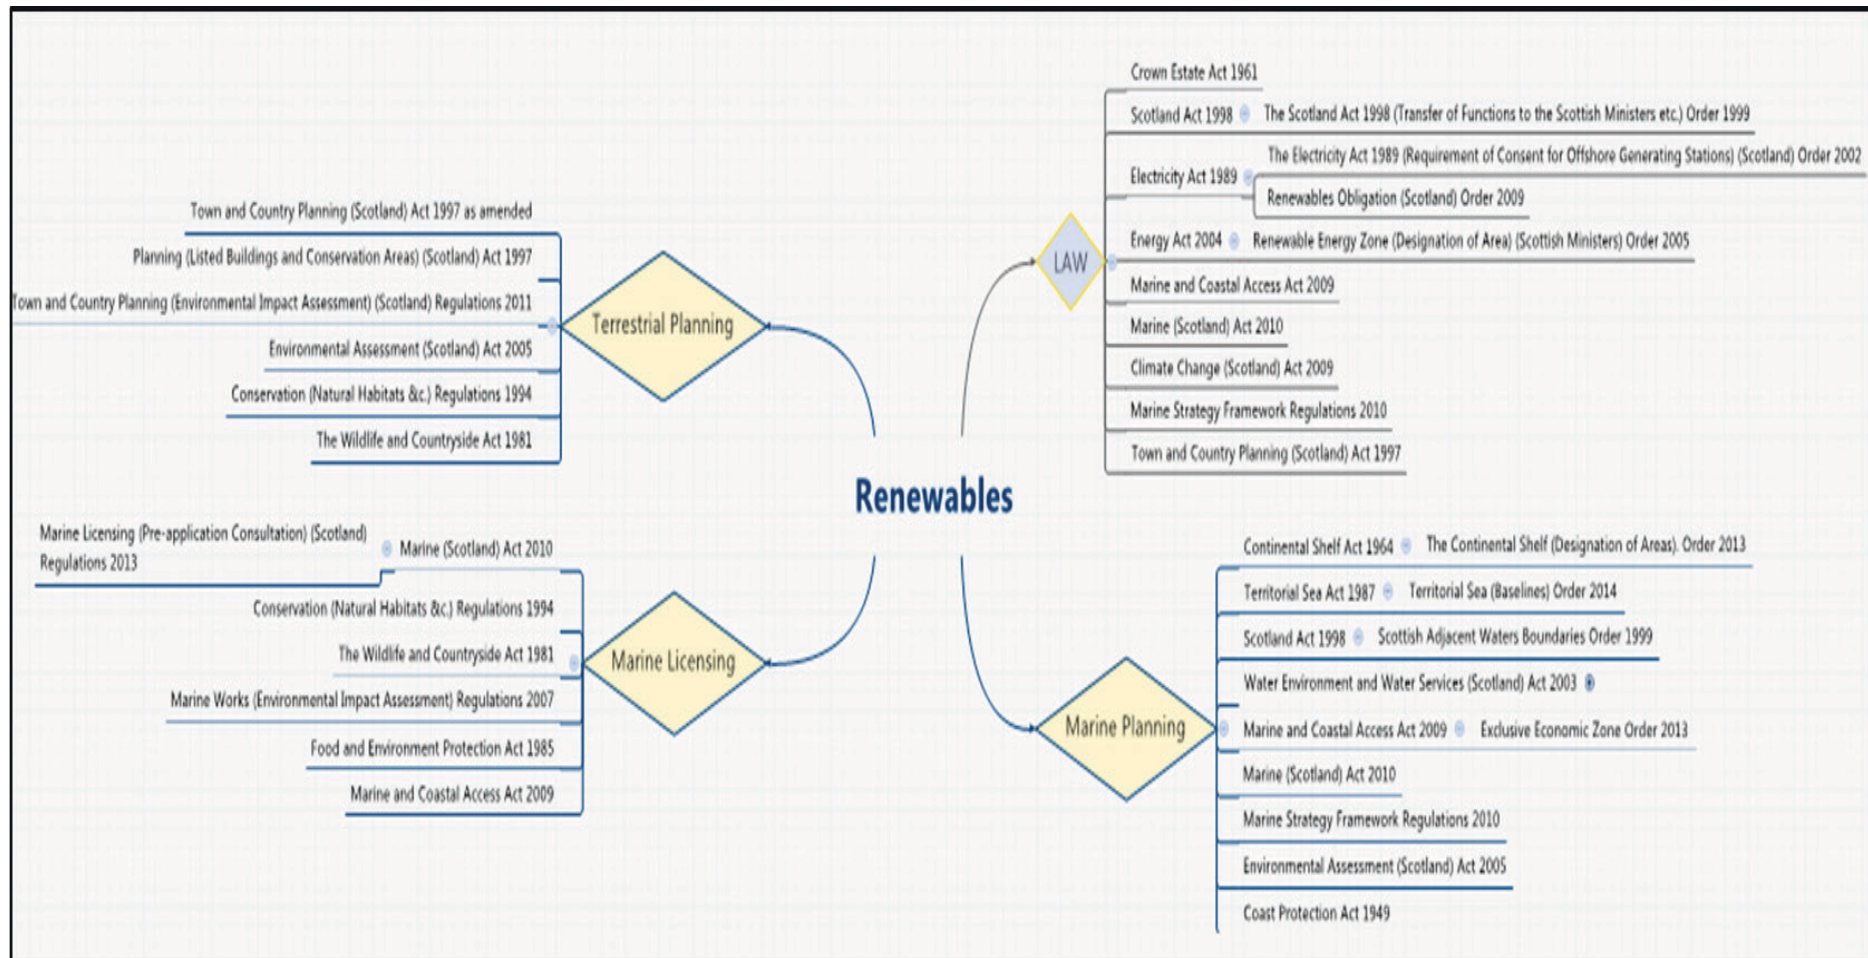 Crown Estate Act 1961
Scotland Act 1998
The Scotland Act 1998 (Transfer of Functions to the Scottish Ministers etc.) Order 1999
Electricity Act 1989
The Electricity Act 1989 (Requirement of Consent for Offshore Generating Stations) (Scotland) Order 2002
Renewables Obligation (Scotland) Order 2009
Energy Act 2004
Renewable Energy Zone (Designation of Area) (Scottish Ministers) Order 2005
LAW
Marine and Coastal Access Act 2009
Marine (Scotland) Act 2010
Climate Change (Scotland) Act 2009
Marine Strategy Framework Regulations 2010
Town and Country Planning (Scotland) Act 1997
Town and Country Planning (Scotland) Act 1997 as amended
Planning (Listed Buildings and Conservation Areas) (Scotland) Act 1997
Town and Country Planning (Environmental Impact Assessment) (Scotland) Regulations 2011
Terrestrial Planning
Environmental Assessment (Scotland) Act 2005
Conservation (Natural Habitats &c.) Regulations 1994
The Wildlife and Countryside Act 1981
Renewables
Marine Licensing (Pre-application Consultation) (Scotland)
Regulations 2013
Marine (Scotland) Act 2010
Conservation (Natural Habitats &c.) Regulations 1994
The Wildlife and Countryside Act 1981
Marine Licensing
Marine Works (Environmental Impact Assessment) Regulations 2007
Food and Environment Protection Act 1985
Marine and Coastal Access Act 2009
Continental Shelf Act 1964
The Continental Shelf (Designation of Areas). Order 2013
Territorial Sea Act 1987
Territorial Sea (Baselines) Order 2014
Scotland Act 1998
Scottish Adjacent Waters Boundaries Order 1999
Water Environment and Water Services (Scotland) Act 2003
Marine Planning
Marine and Coastal Access Act 2009
Exclusive Economic Zone Order 2013
Marine (Scotland) Act 2010
Marine Strategy Framework Regulations 2010
Environmental Assessment (Scotland) Act 2005
Coast Protection Act 1949